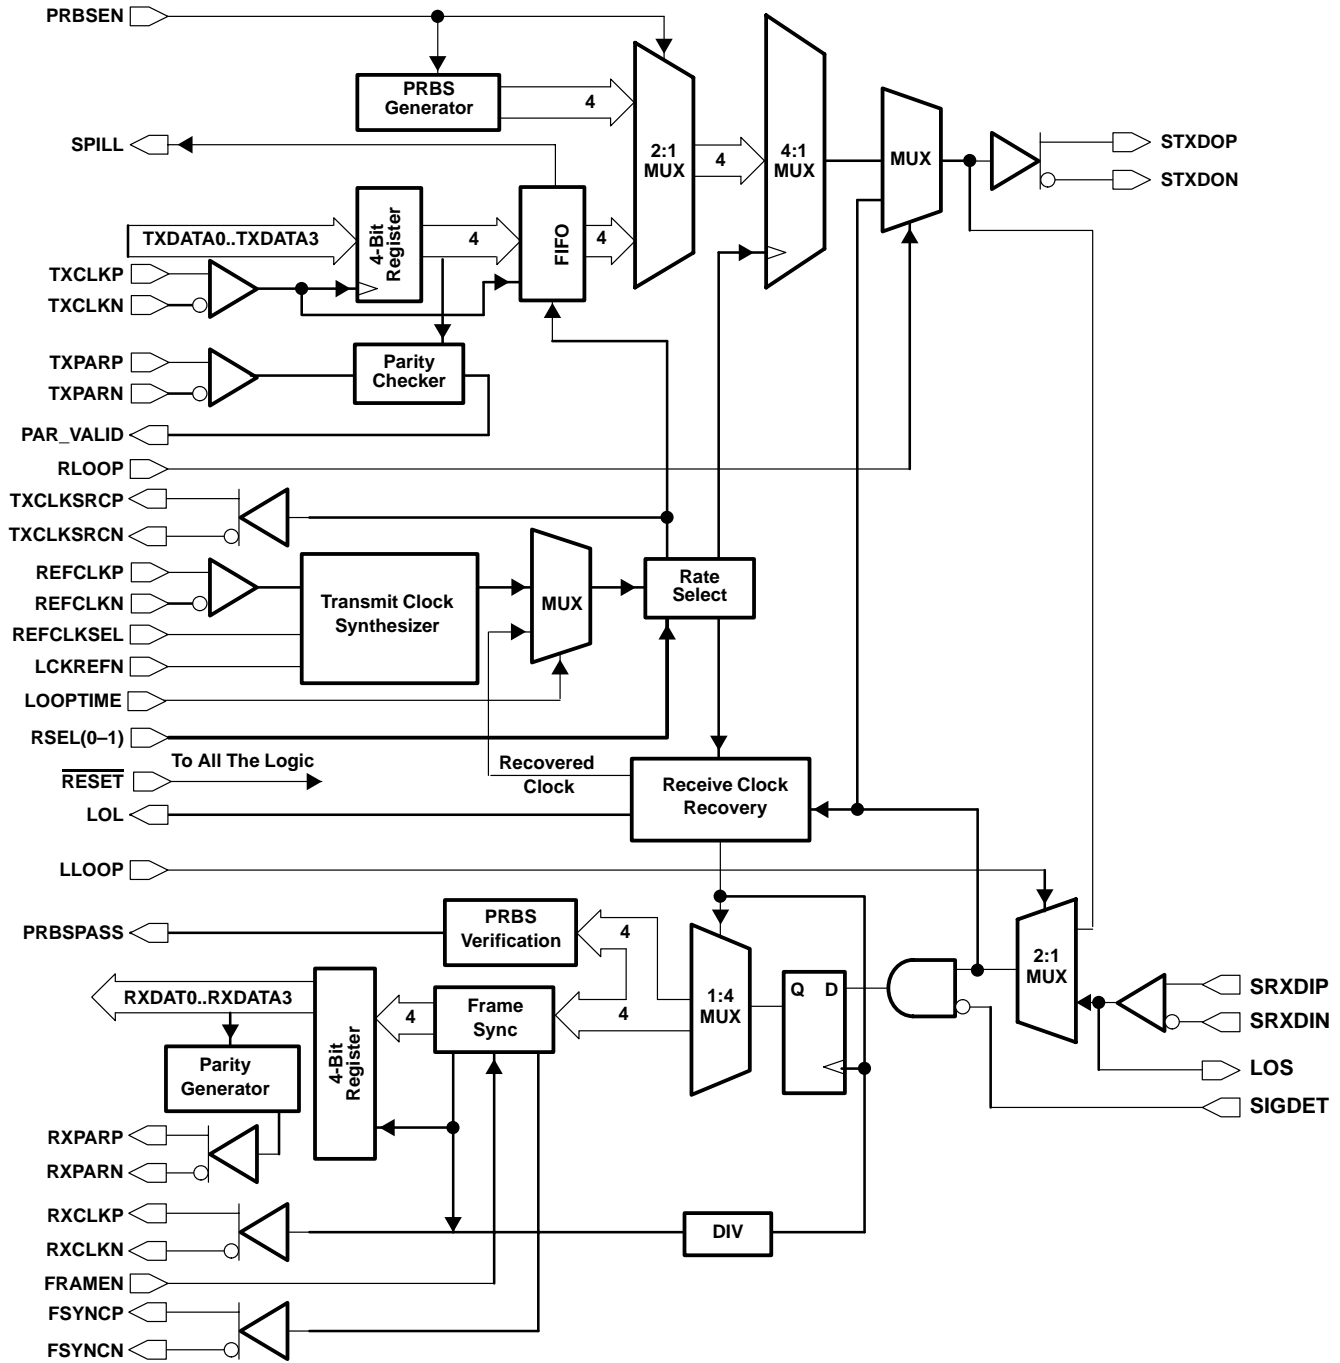 PRBSEN
PRBS
Generator
4
SPILL
2:1
MUX
4
4:1
MUX
MUX
STXDOP
STXDON
TXDATA0..TXDATA3
4-Bit
Register
4
FIFO
4
TXCLKP
TXCLKN
TXPARP
TXPARN
Parity
Checker
PAR_VALID
RLOOP
TXCLKSRCP
TXCLKSRCN
REFCLKP
REFCLKN
REFCLKSEL
LCKREFN
Transmit Clock
Synthesizer
MUX
Rate
Select
LOOPTIME
RSEL(0–1)
RESET
To All The Logic
Recovered
Clock
Receive Clock
Recovery
LOL
LLOOP
PRBSPASS
PRBS
Verification
4
2:1
MUX
RXDAT0..RXDATA3
4-Bit
Register
4
Frame
Sync
4
1:4
MUX
Q D
SRXDIP
SRXDIN
LOS
SIGDET
Parity
Generator
RXPARP
RXPARN
RXCLKP
RXCLKN
DIV
FRAMEN
FSYNCP
FSYNCN